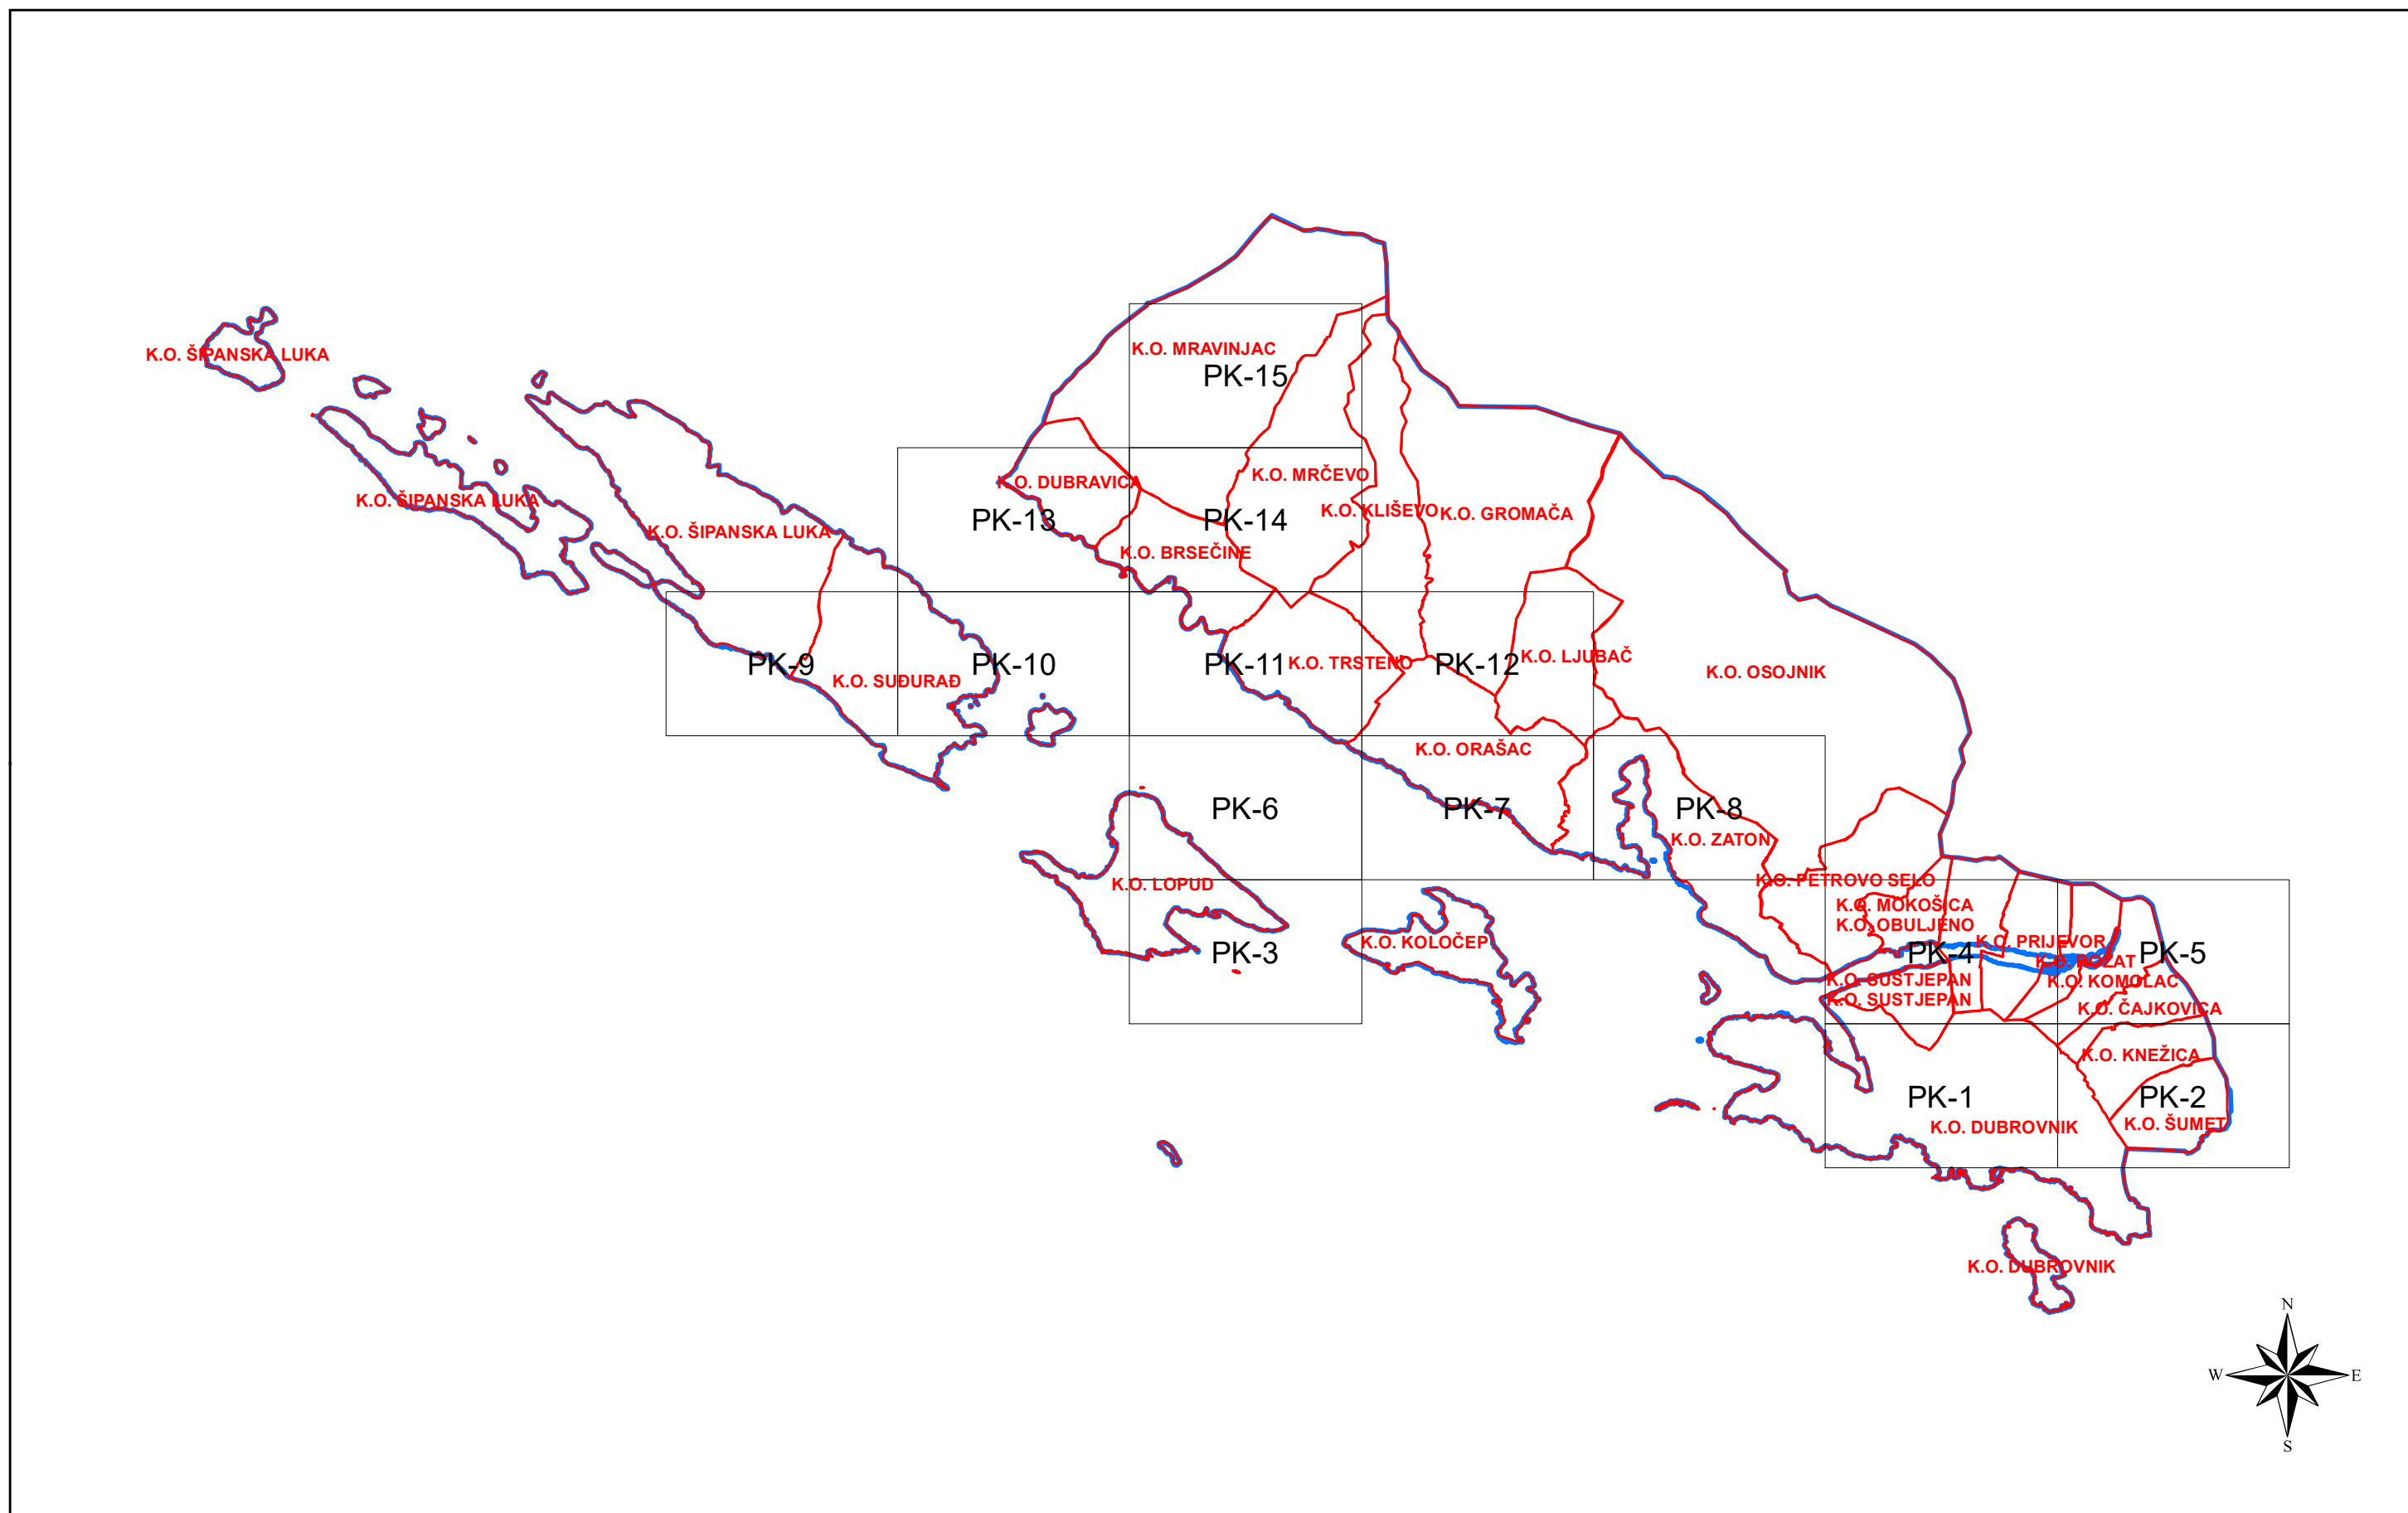 K.O. MRAVINJAC
K.O. ŠIPANSKA LUKA
PK-15
K.O. MRČEVO
K.O. DUBRAVICA
K.O. ŠIPANSKA LUKA
K.O. KLIŠEVO
K.O. GROMAČA
PK-13
PK-14
K.O. ŠIPANSKA LUKA
K.O. BRSEČINE
PK-9
PK-10
PK-11
K.O. TRSTENO
PK-12
K.O. LJUBAČ
K.O. OSOJNIK
K.O. SUĐURAĐ
K.O. ORAŠAC
PK-6
PK-7
PK-8
K.O. ZATON
K.O. LOPUD
K.O. PETROVO SELO
K.O. MOKOŠICA
K.O. OBULJENO
K.O. KOLOČEP
K.O. PRIJEVOR
PK-3
PK-4
PK-5
K.O. ROZAT
K.O. SUSTJEPAN
K.O. KOMOLAC
K.O. SUSTJEPAN
K.O. ČAJKOVICA
K.O. KNEŽICA
PK-1
PK-2
K.O. ŠUMET
K.O. DUBROVNIK
K.O. DUBROVNIK
N
W
E
S